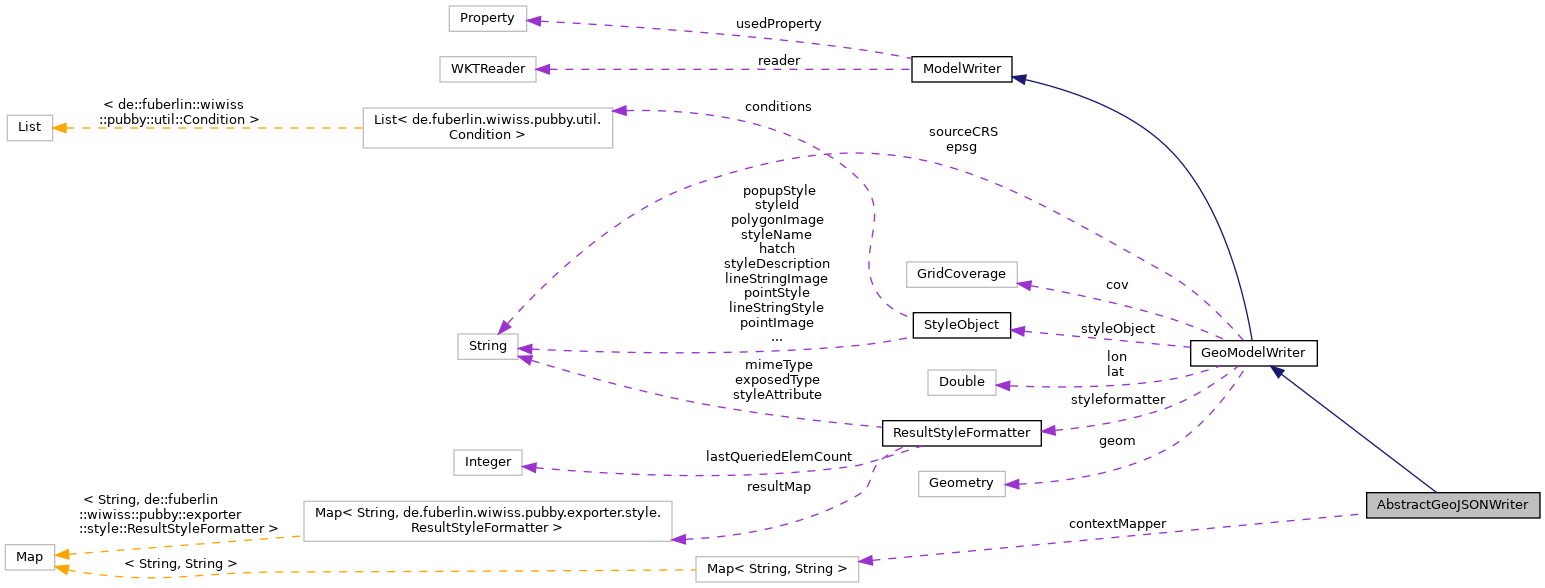 Property
usedProperty
WKTReader
reader
ModelWriter
List
< de::fuberlin::wiwiss
::pubby::util::Condition >
List< de.fuberlin.wiwiss.pubby.util.
Condition >
conditions
sourceCRS
epsg
popupStyle
styleId
polygonImage
styleName
hatch
styleDescription
lineStringImage
pointStyle
lineStringStyle
pointImage
...
GridCoverage
cov
StyleObject
styleObject
String
GeoModelWriter
mimeType
exposedType
styleAttribute
Double
lon
lat
styleformatter
ResultStyleFormatter
geom
Integer
lastQueriedElemCount
resultMap
Geometry
AbstractGeoJSONWriter
< String, de::fuberlin
::wiwiss::pubby::exporter
::style::ResultStyleFormatter >
Map< String, de.fuberlin.wiwiss.pubby.exporter.style.
ResultStyleFormatter >
contextMapper
Map
< String, String >
Map< String, String >